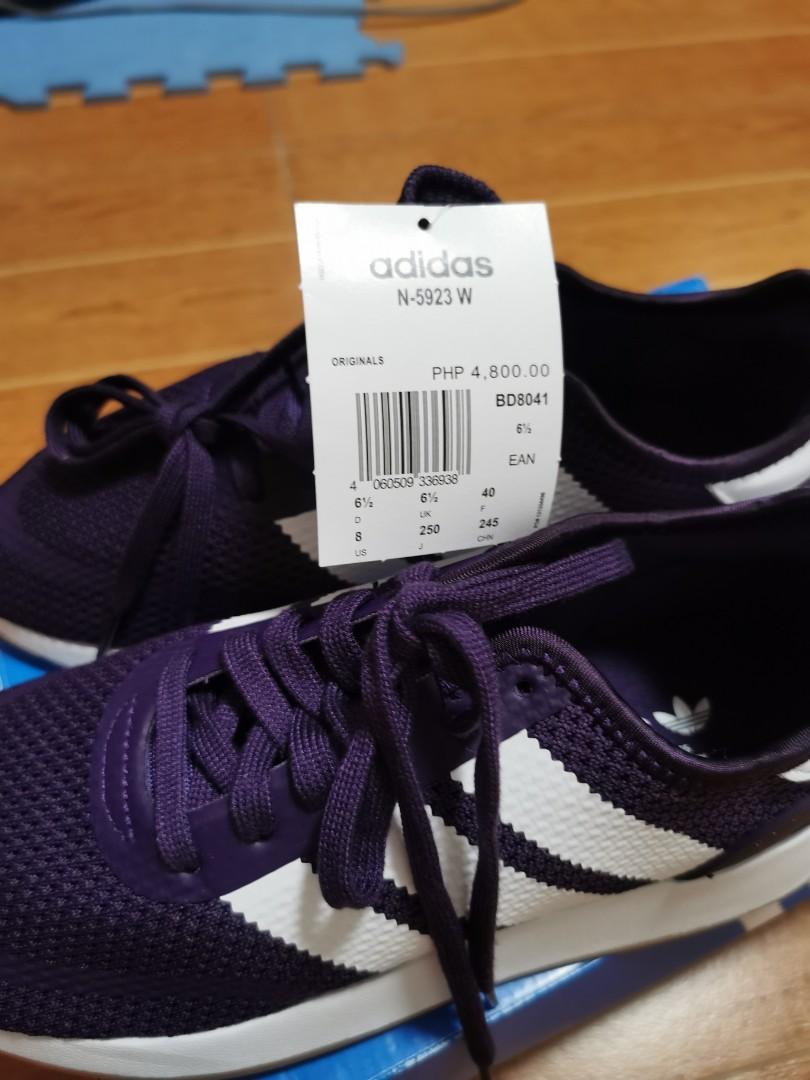 adidas
N-5923 W
ORIGINALS
PHP 4,800.00
BD8041
6½
EAN
4 060509 336938
6½ 6½ 40
D UK F
8 250 245
US J CHN